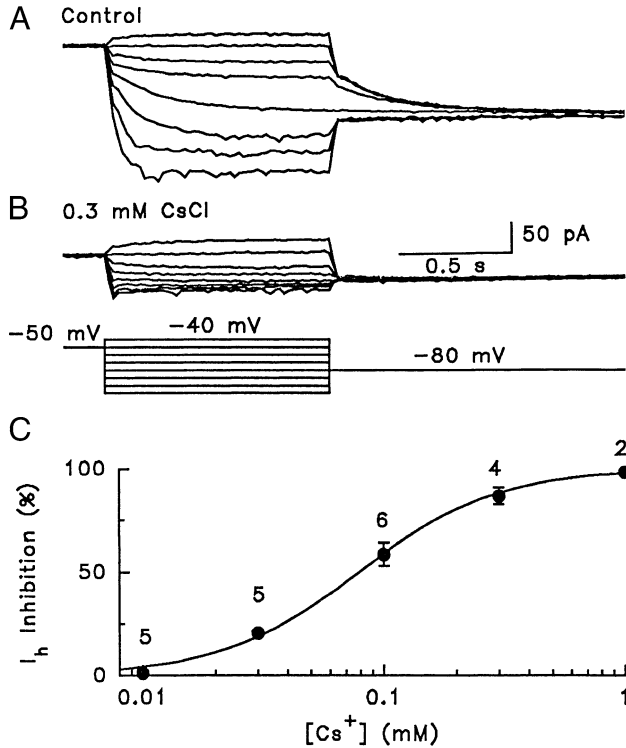 A Control
B
0.3 mM CsCl
50 pA
0.5 s
−50 mV
−40 mV
−80 mV
C
100
50
0
I_h Inhibition (%)
5
5
6
4
2
0.01
0.1
1
[Cs⁺] (mM)